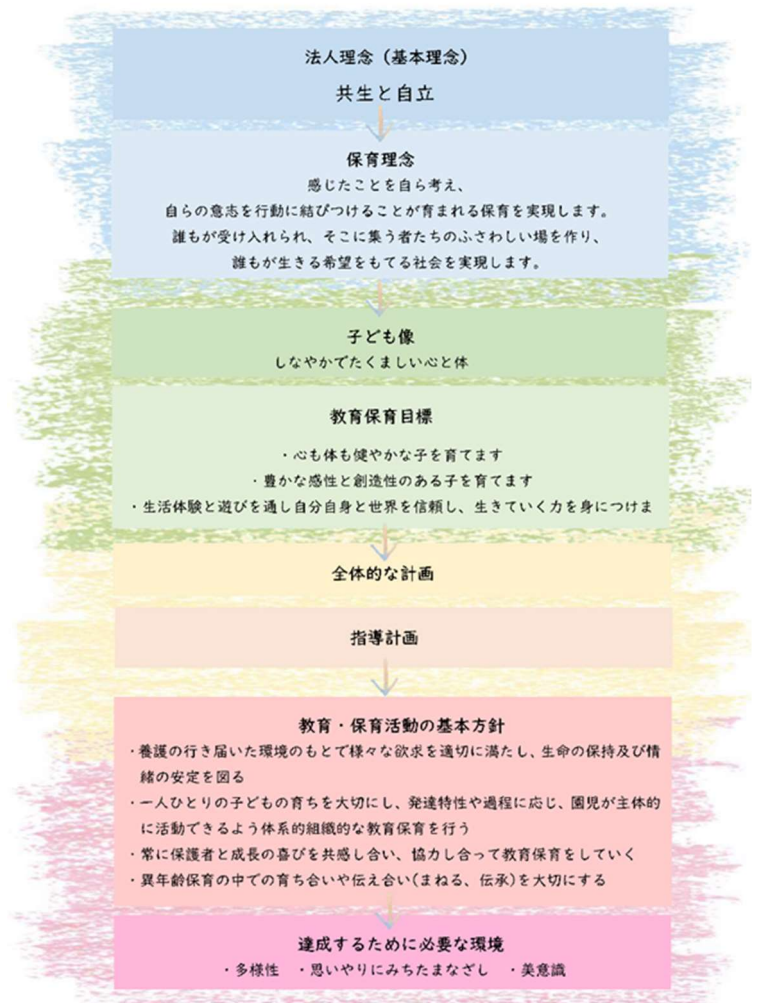 法人理念（基本理念）
共生と自立
保育理念
感じたことを自ら考え、
自らの意志を行動に結びつけることが育まれる保育を実現します。
誰もが受け入れられ、そこに集う者たちのふさわしい場を作り、
誰もが生きる希望をもてる社会を実現します。
子ども像
しなやかでたくましい心と体
教育保育目標
・心も体も健やかな子を育てます
・豊かな感性と創造性のある子を育てます
・生活体験と遊びを通し自分自身と世界を信頼し、生きていく力を身につけま
全体的な計画
指導計画
教育・保育活動の基本方針
・養護の行き届いた環境のもとで様々な欲求を適切に満たし、生命の保持及び情
緒の安定を図る
・一人ひとりの子どもの育ちを大切にし、発達特性や過程に応じ、園児が主体的
に活動できるよう体系的組織的な教育保育を行う
・常に保護者と成長の喜びを共感し合い、協力し合って教育保育をしていく
・異年齢保育の中での育ち合いや伝え合い(まねる、伝承)を大切にする
達成するために必要な環境
・多様性　・思いやりにみちたまなざし　・美意識